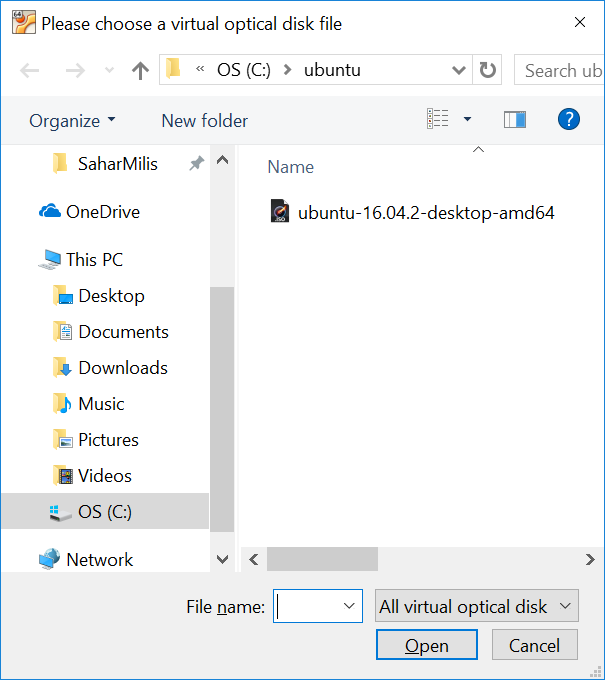 64
Please choose a virtual optical disk file
« OS (C:) > ubuntu
Search ub
Organize
New folder
?
SaharMilis
OneDrive
This PC
Desktop
Documents
Downloads
Music
Pictures
Videos
OS (C:)
Network
Name
ISO
ubuntu-16.04.2-desktop-amd64
File name:
All virtual optical disk
Open
Cancel